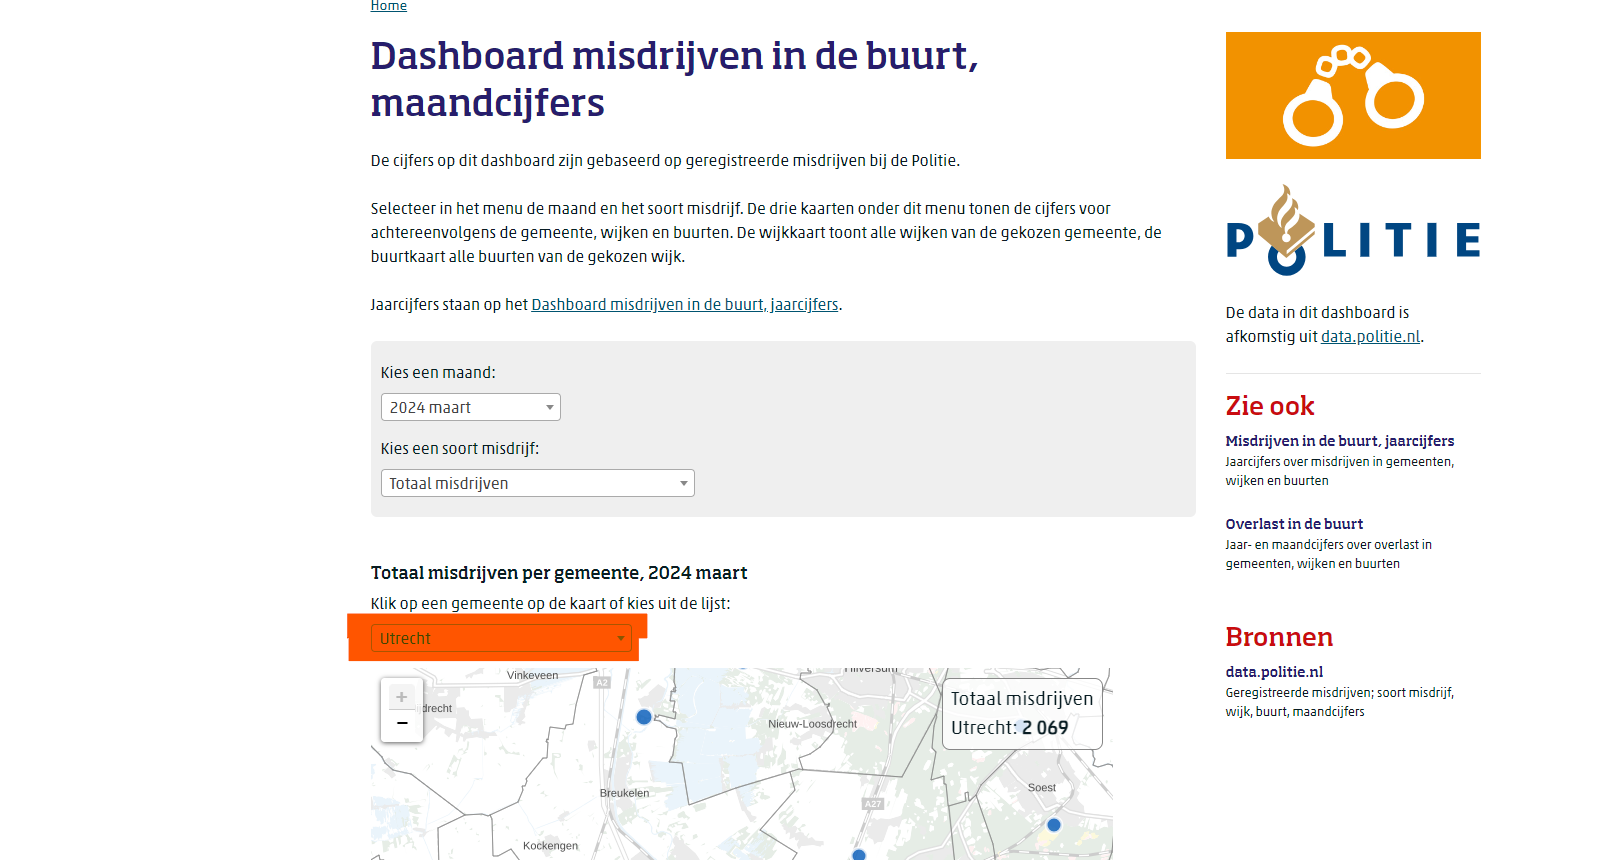 Home
Dashboard misdrijven in de buurt,
maandcijfers
De cijfers op dit dashboard zijn gebaseerd op geregistreerde misdrijven bij de Politie.
Selecteer in het menu de maand en het soort misdrijf. De drie kaarten onder dit menu tonen de cijfers voor
achtereenvolgens de gemeente, wijken en buurten. De wijkkaart toont alle wijken van de gekozen gemeente, de
buurtkaart alle buurten van de gekozen wijk.
Jaarcijfers staan op het Dashboard misdrijven in de buurt, jaarcijfers.
Kies een maand:
2024 maart
Kies een soort misdrijf:
Totaal misdrijven
Totaal misdrijven per gemeente, 2024 maart
Klik op een gemeente op de kaart of kies uit de lijst:
Utrecht
+
−
Vinkeveen
A2
Hilversum
drecht
Nieuw-Loosdrecht
Totaal misdrijven
Utrecht: 2 069
Breukelen
A27
Soest
Kockengen
POLITIE
De data in dit dashboard is
afkomstig uit data.politie.nl.
Zie ook
Misdrijven in de buurt, jaarcijfers
Jaarcijfers over misdrijven in gemeenten,
wijken en buurten
Overlast in de buurt
Jaar- en maandcijfers over overlast in
gemeenten, wijken en buurten
Bronnen
data.politie.nl
Geregistreerde misdrijven; soort misdrijf,
wijk, buurt, maandcijfers